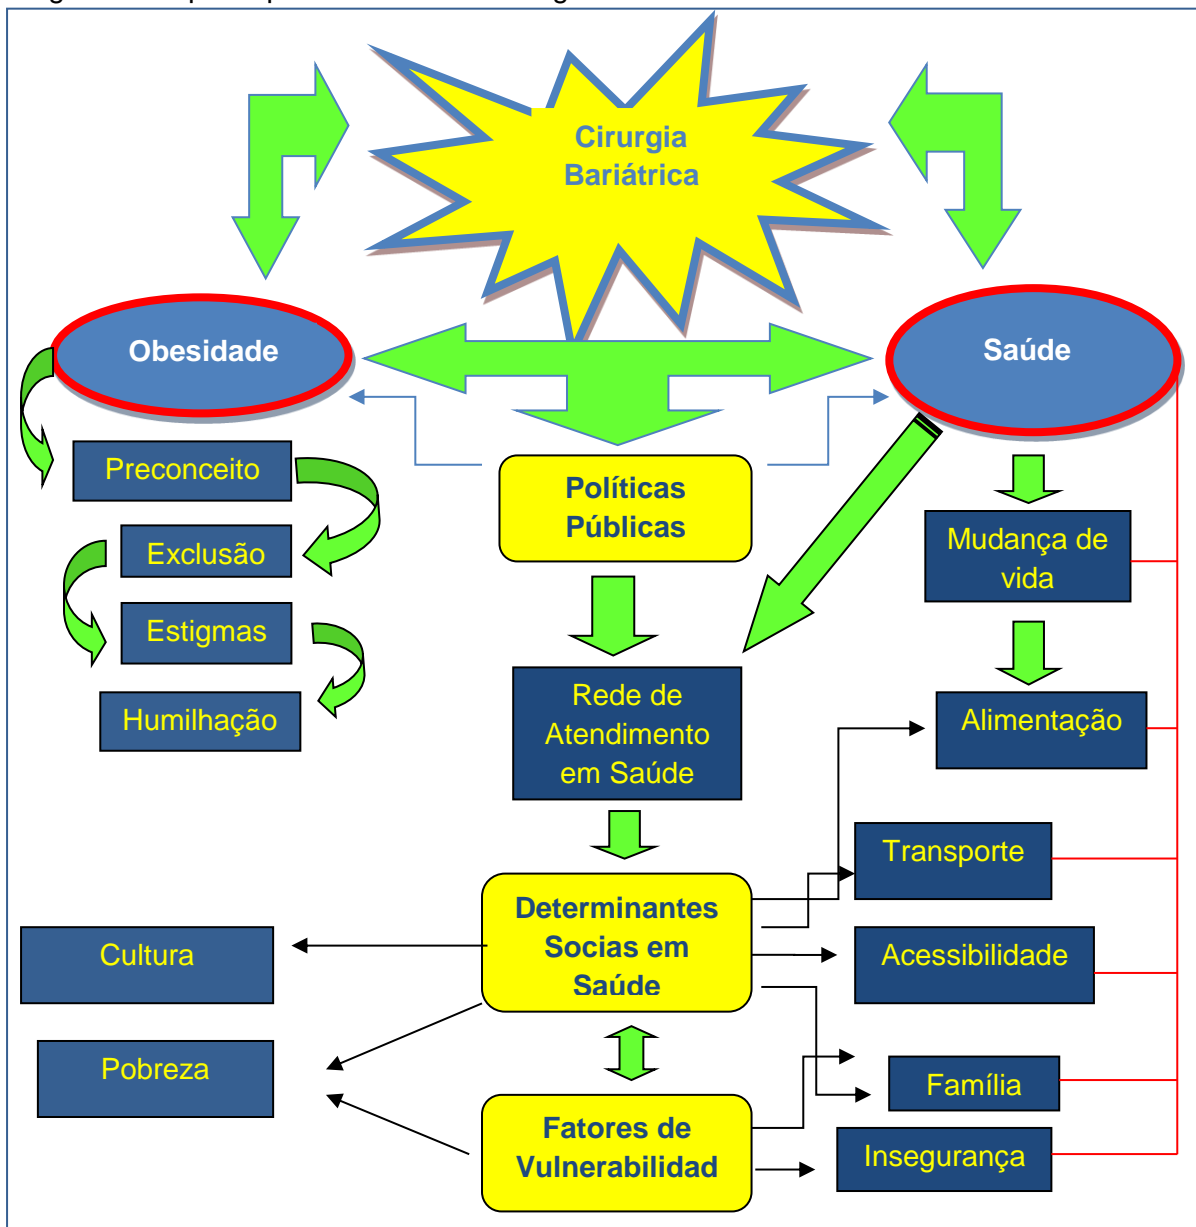 Cirurgia
Bariátrica
Obesidade
Saúde
Preconceito
Políticas
Públicas
Mudança de
vida
Exclusão
Estigmas
Humilhação
Rede de
Atendimento
em Saúde
Alimentação
Transporte
Determinantes
Socias em
Saúde
Cultura
Acessibilidade
Pobreza
Família
Fatores de
Vulnerabilidad
Insegurança